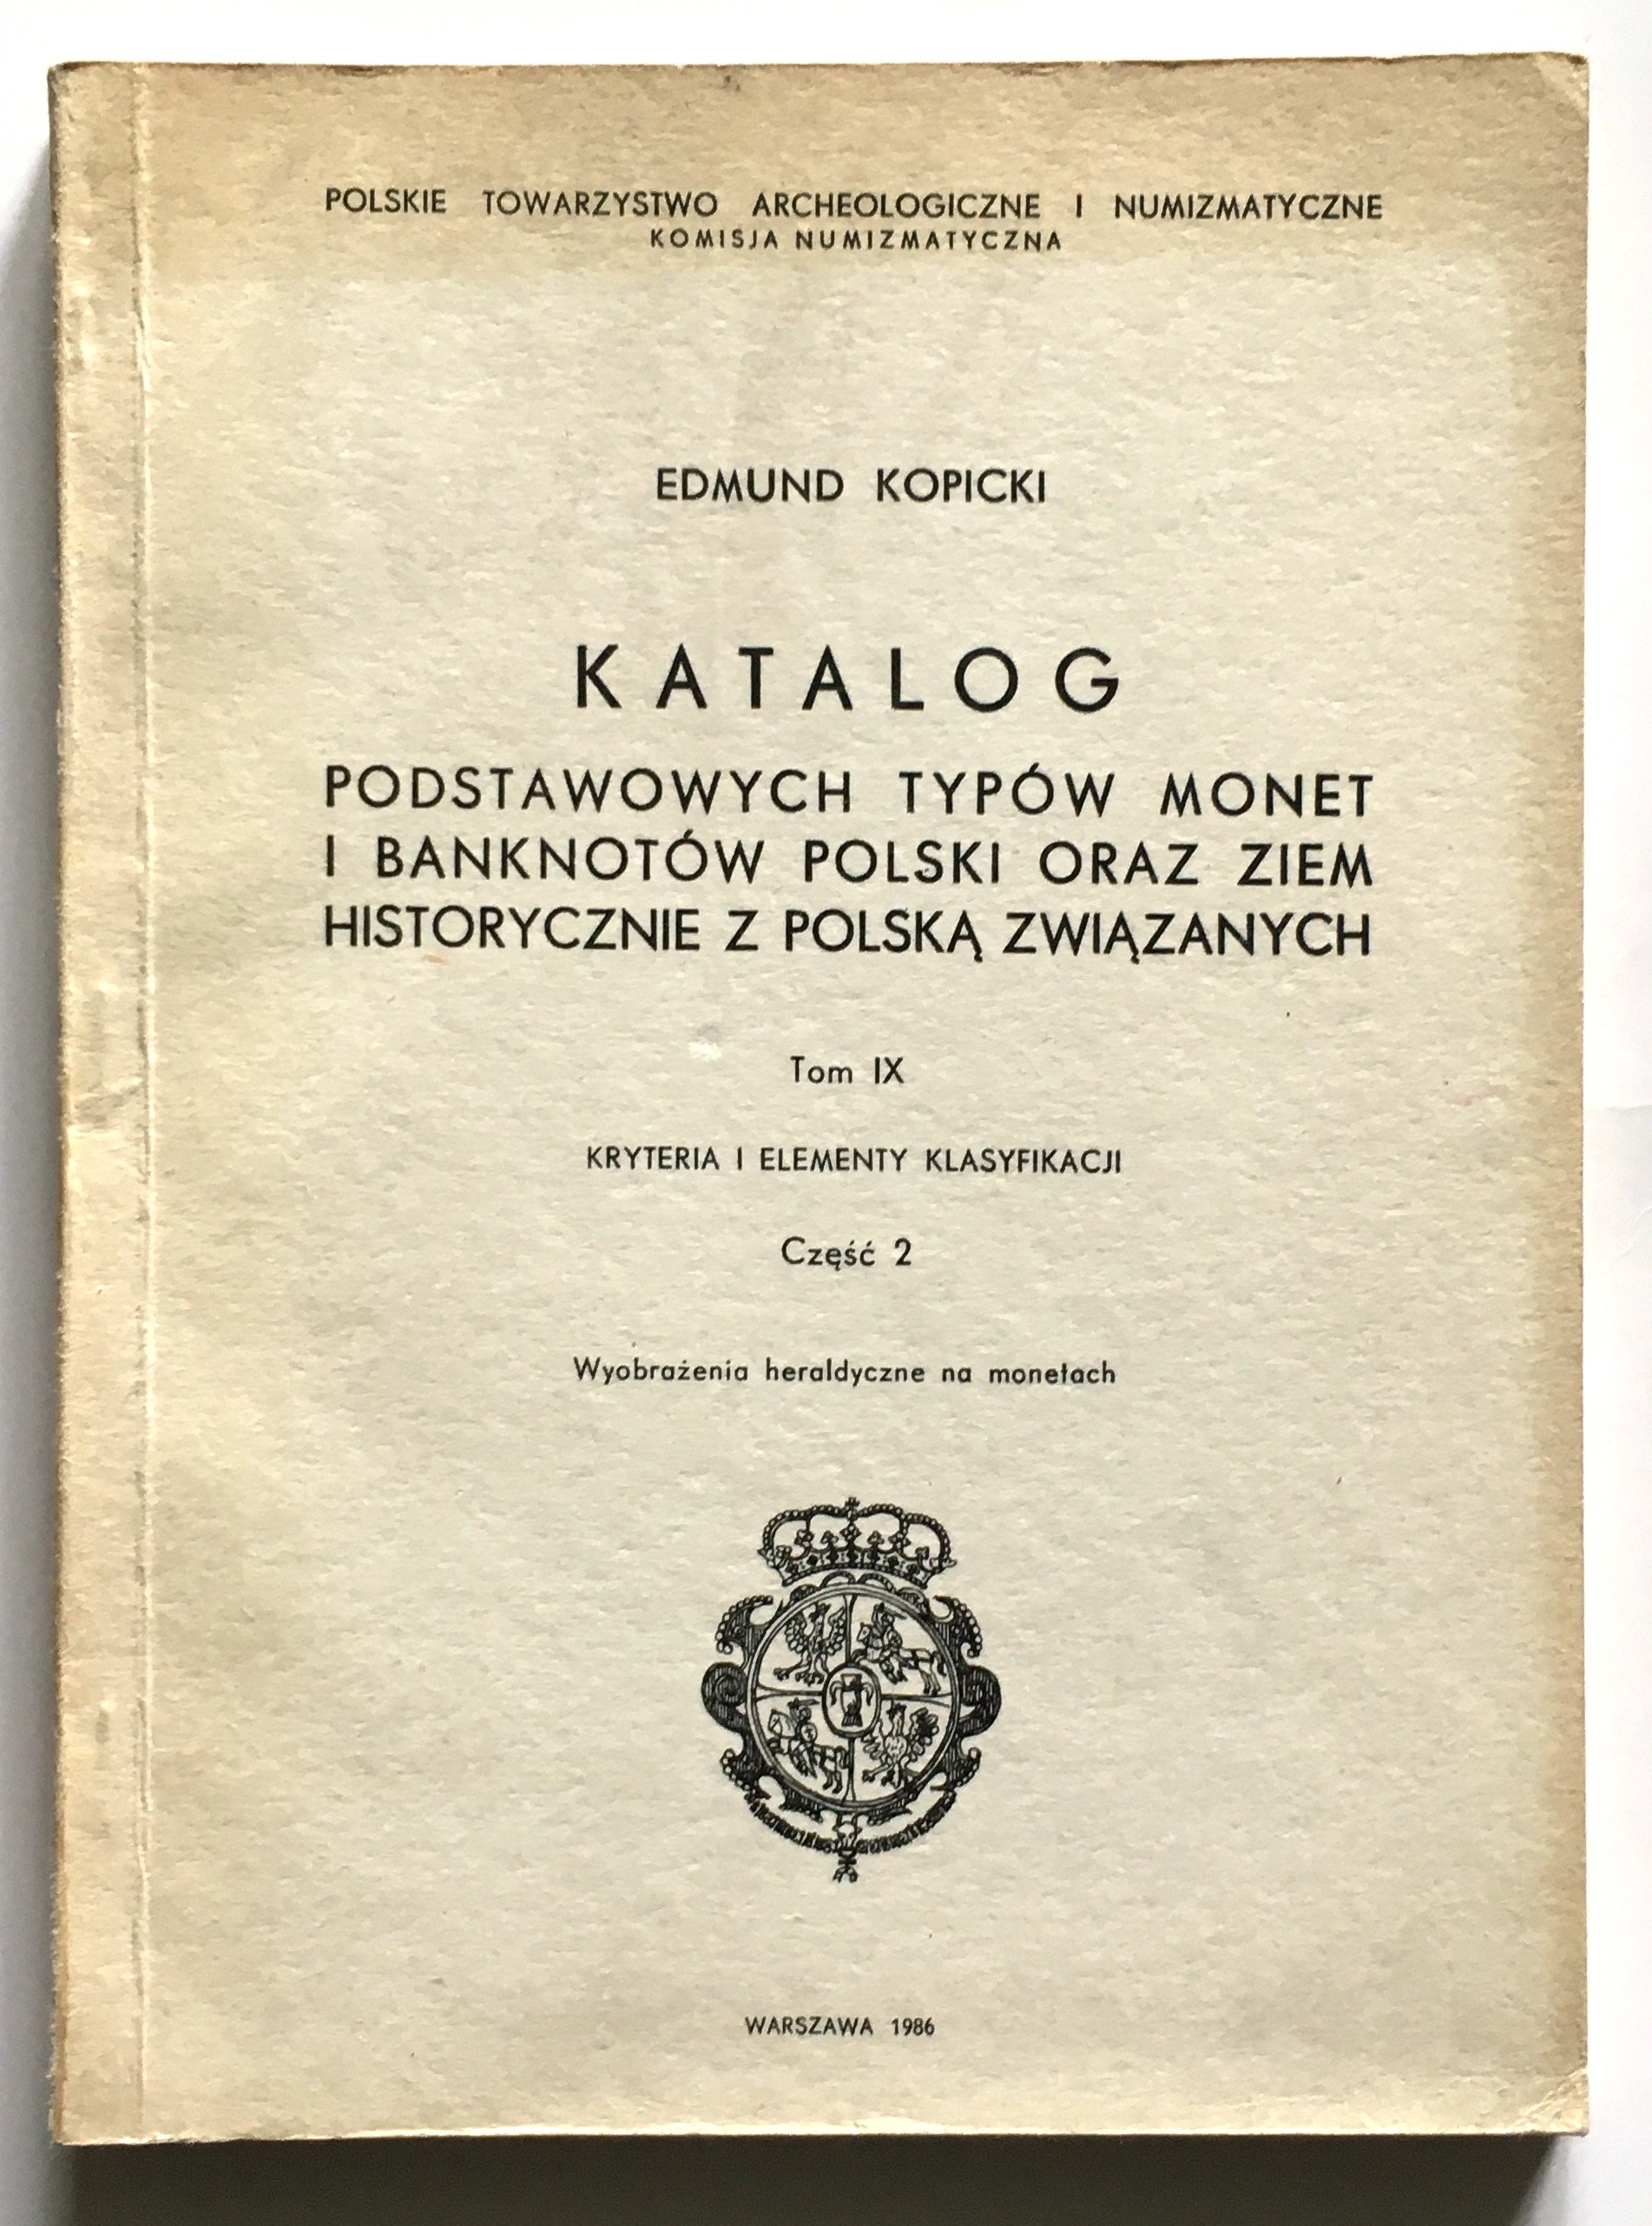 POLSKIE TOWARZYSTWO ARCHEOLOGICZNE I NUMIZMATYCZNE
KOMISJA NUMIZMATYCZNA
EDMUND KOPICKI
KATALOG
PODSTAWOWYCH TYPÓW MONET
I BANKNOTÓW POLSKI ORAZ ZIEM
HISTORYCZNIE Z POLSKĄ ZWIĄZANYCH
Tom IX
KRYTERIA I ELEMENTY KLASYFIKACJI
Część 2
Wyobrażenia heraldyczne na monetach
WARSZAWA 1986